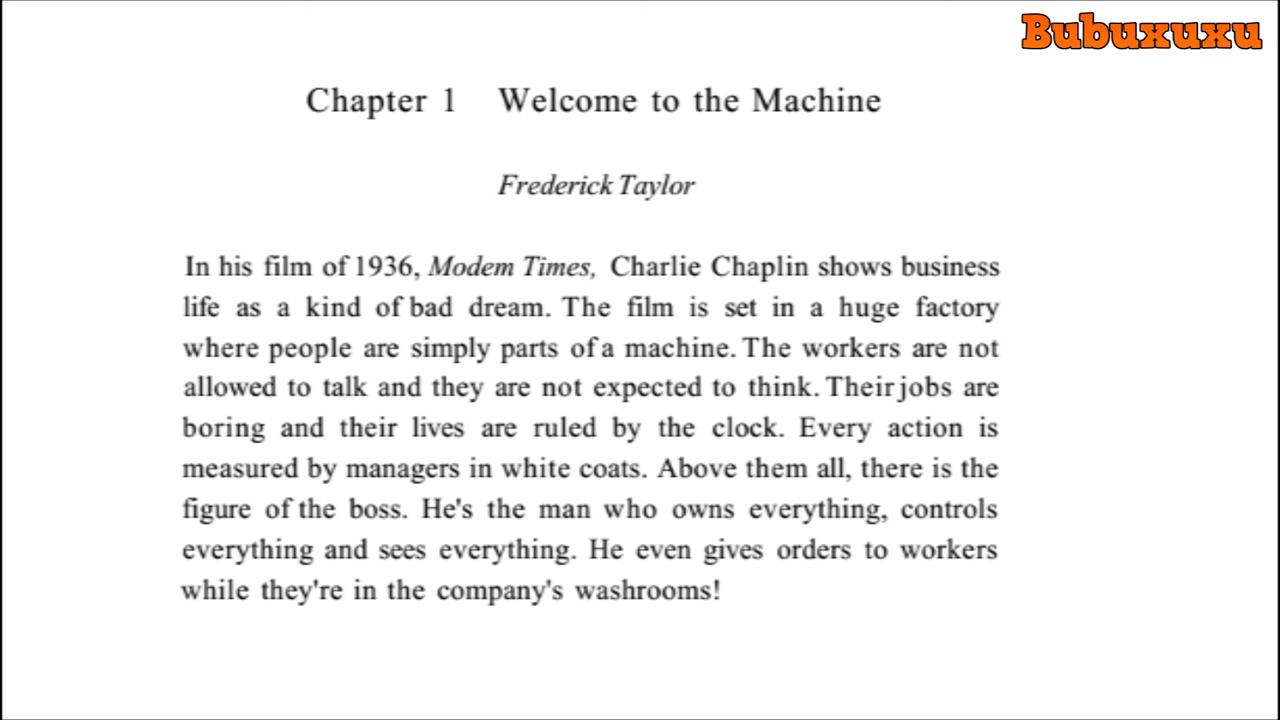 Bubuxuxu
Chapter 1 Welcome to the Machine
Frederick Taylor
In his film of 1936, Modem Times, Charlie Chaplin shows business
life as a kind of bad dream. The film is set in a huge factory
where people are simply parts of a machine. The workers are not
allowed to talk and they are not expected to think. Their jobs are
boring and their lives are ruled by the clock. Every action is
measured by managers in white coats. Above them all, there is the
figure of the boss. He's the man who owns everything, controls
everything and sees everything. He even gives orders to workers
while they're in the company's washrooms!